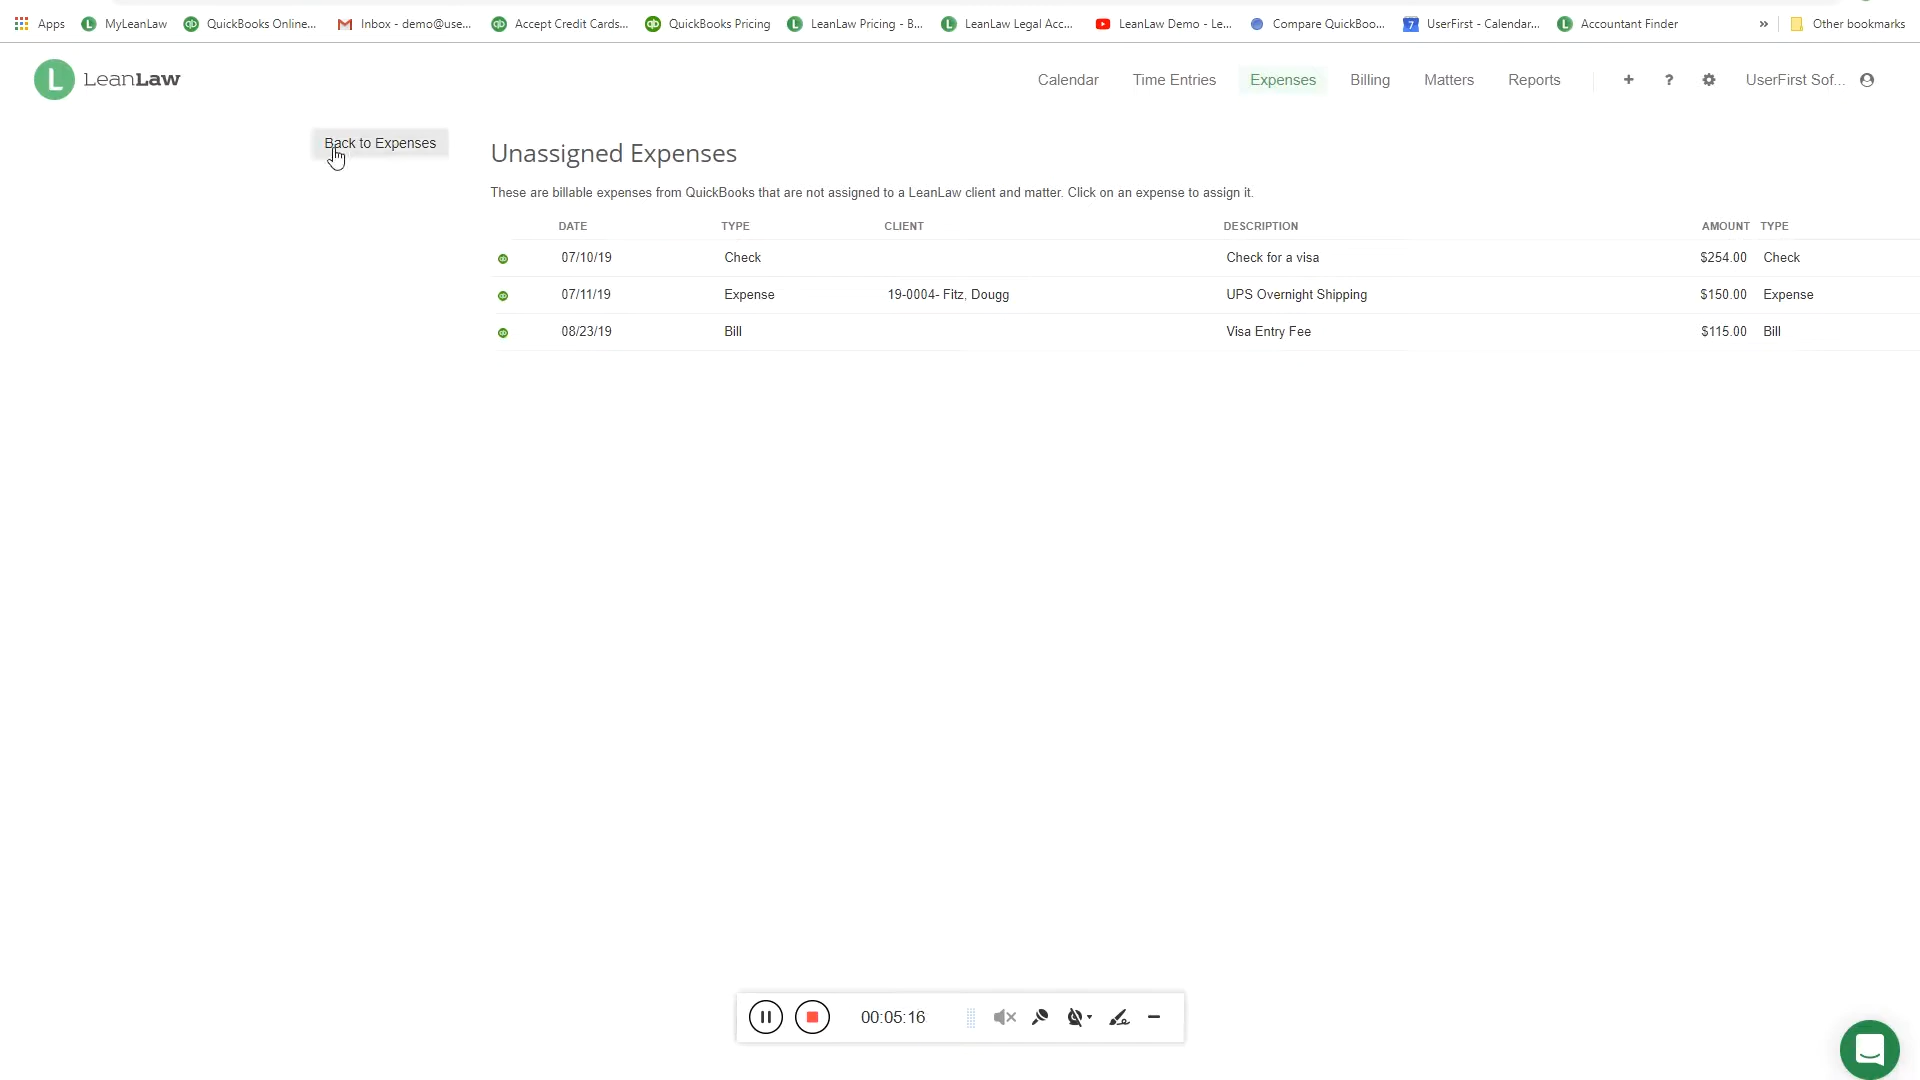 Apps MyLeanLaw QuickBooks Online... Inbox - demo@use... Accept Credit Cards... QuickBooks Pricing LeanLaw Pricing - B... LeanLaw Legal Acc... LeanLaw Demo - Le... Compare QuickBoo... 7 UserFirst - Calendar... Accountant Finder » Other bookmarks
L LeanLaw Calendar Time Entries Expenses Billing Matters Reports + ? UserFirst Sof...
Back to Expenses
Unassigned Expenses
These are billable expenses from QuickBooks that are not assigned to a LeanLaw client and matter. Click on an expense to assign it.
DATE TYPE CLIENT DESCRIPTION AMOUNT TYPE
07/10/19 Check Check for a visa $254.00 Check
07/11/19 Expense 19-0004- Fitz, Dougg UPS Overnight Shipping $150.00 Expense
08/23/19 Bill Visa Entry Fee $115.00 Bill
00:05:16